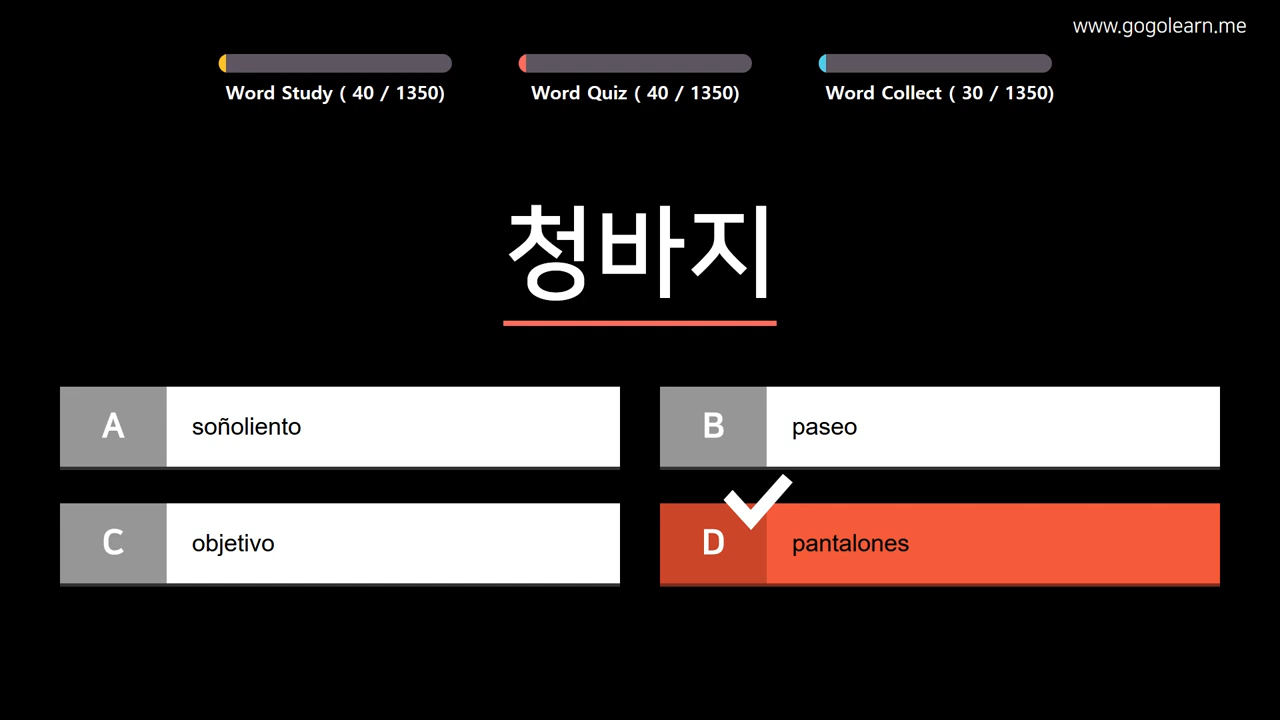 www.gogolearn.me
Word Study ( 40 / 1350)
Word Quiz ( 40 / 1350)
Word Collect ( 30 / 1350)
청바지
A soñoliento
B paseo
C objetivo
D pantalones